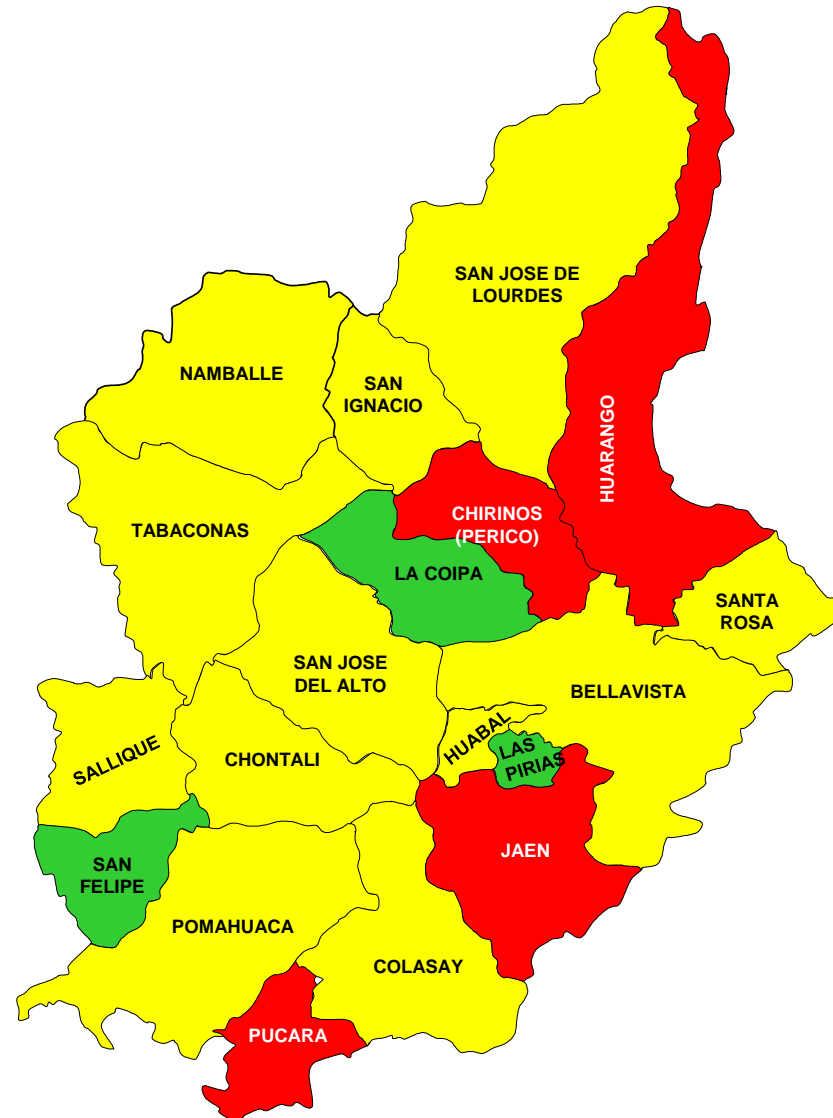 SAN JOSE DE
LOURDES
NAMBALLE
SAN
IGNACIO
HUARANGO
TABACONAS
CHIRINOS
(PERICO)
LA COIPA
SANTA
ROSA
SAN JOSE
DEL ALTO
BELLAVISTA
SALLIQUE
CHONTALI
HUABAL
LAS
PIRIAS
JAEN
SAN
FELIPE
POMAHUACA
COLASAY
PUCARA